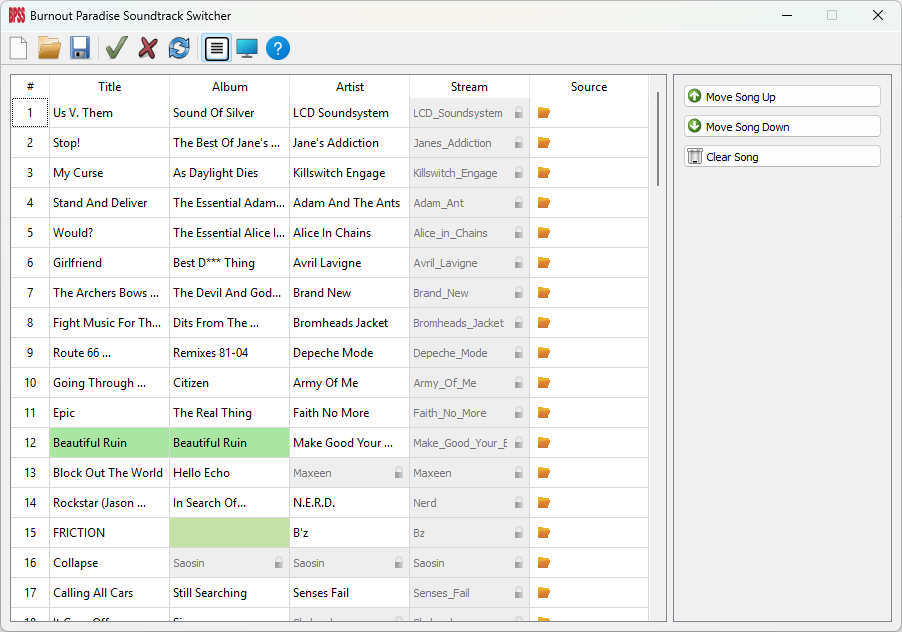 BPSS Burnout Paradise Soundtrack Switcher
?
# Title Album Artist Stream Source
1 Us V. Them Sound Of Silver LCD Soundsystem LCD_Soundsystem
2 Stop! The Best Of Jane's ... Jane's Addiction Janes_Addiction
3 My Curse As Daylight Dies Killswitch Engage Killswitch_Engage
4 Stand And Deliver The Essential Adam... Adam And The Ants Adam_Ant
5 Would? The Essential Alice I... Alice In Chains Alice_in_Chains
6 Girlfriend Best D*** Thing Avril Lavigne Avril_Lavigne
7 The Archers Bows ... The Devil And God... Brand New Brand_New
8 Fight Music For Th... Dits From The ... Bromheads Jacket Bromheads_Jacket
9 Route 66 ... Remixes 81-04 Depeche Mode Depeche_Mode
10 Going Through ... Citizen Army Of Me Army_Of_Me
11 Epic The Real Thing Faith No More Faith_No_More
12 Beautiful Ruin Beautiful Ruin Make Good Your ... Make_Good_Your_E
13 Block Out The World Hello Echo Maxeen Maxeen
14 Rockstar (Jason ... In Search Of... N.E.R.D. Nerd
15 FRICTION B'z Bz
16 Collapse Saosin Saosin Saosin
17 Calling All Cars Still Searching Senses Fail Senses_Fail
Move Song Up
Move Song Down
Clear Song